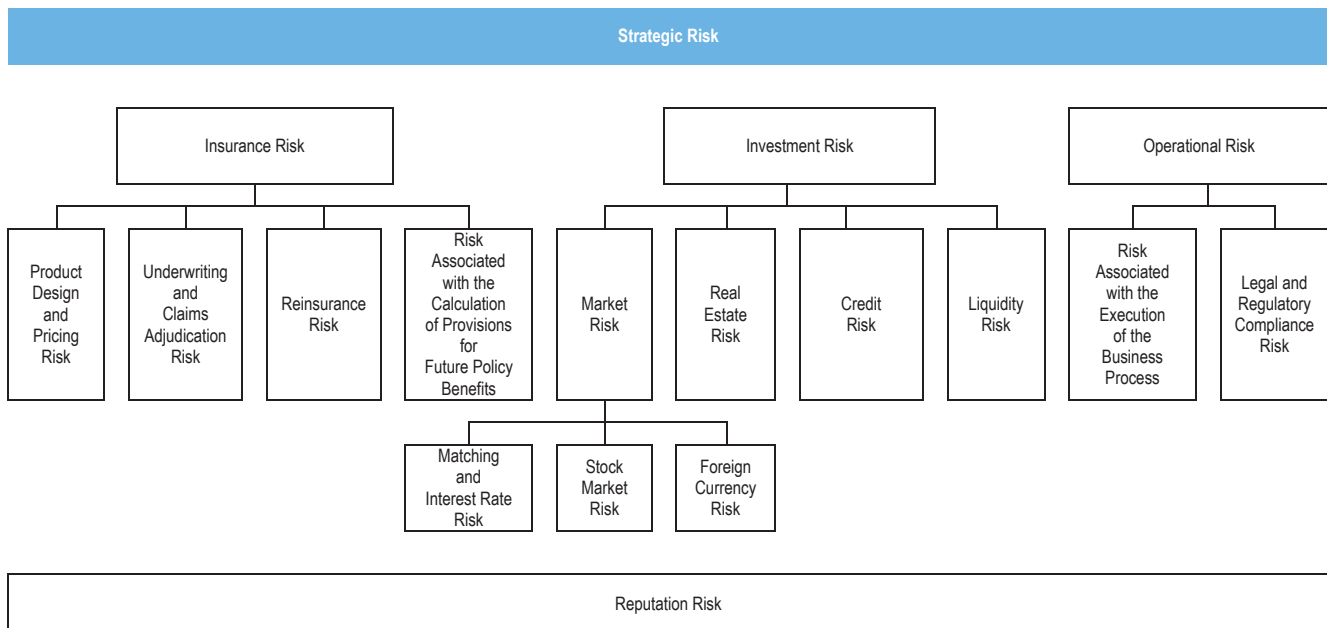 Strategic Risk
Insurance Risk
Investment Risk
Operational Risk
Product
Design
and
Pricing
Risk
Underwriting
and
Claims
Adjudication
Risk
Reinsurance
Risk
Risk
Associated
with the
Calculation
of Provisions
for
Future Policy
Benefits
Market
Risk
Real
Estate
Risk
Credit
Risk
Liquidity
Risk
Risk
Associated
with the
Execution
of the
Business
Process
Legal and
Regulatory
Compliance
Risk
Matching
and
Interest Rate
Risk
Stock
Market
Risk
Foreign
Currency
Risk
Reputation Risk